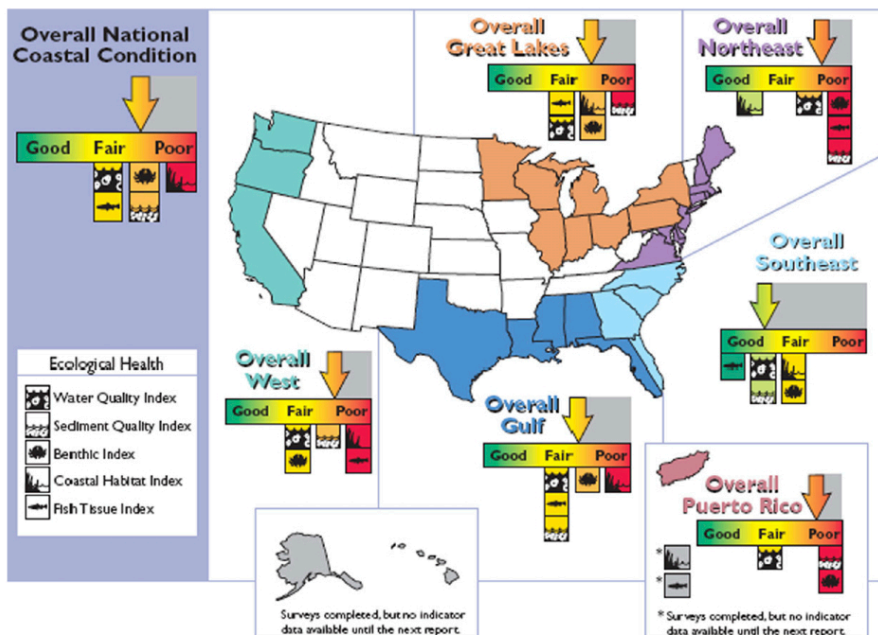 Overall National
Coastal Condition
Good Fair Poor
Ecological Health
Water Quality Index
Sediment Quality Index
Benthic Index
Coastal Habitat Index
Fish Tissue Index
Overall
Great Lakes
Good Fair Poor
Overall
Northeast
Good Fair Poor
Overall
Southeast
Good Fair
Overall
West
Good Fair Poor
Overall
Gulf
Good Fair Poor
Overall
Puerto Rico
Good Fair Poor
*
*
* Surveys completed, but no indicator
data available until the next report.
Surveys completed, but no indicator
data available until the next report.